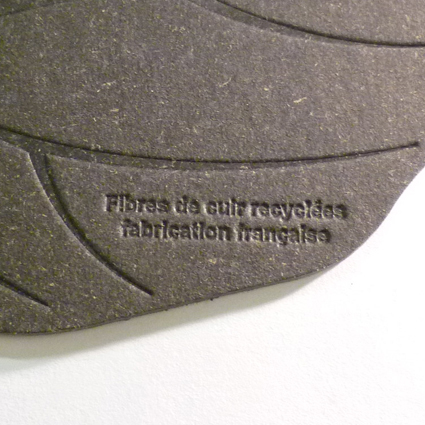 Fibres de cuir recyclées
fabrication française